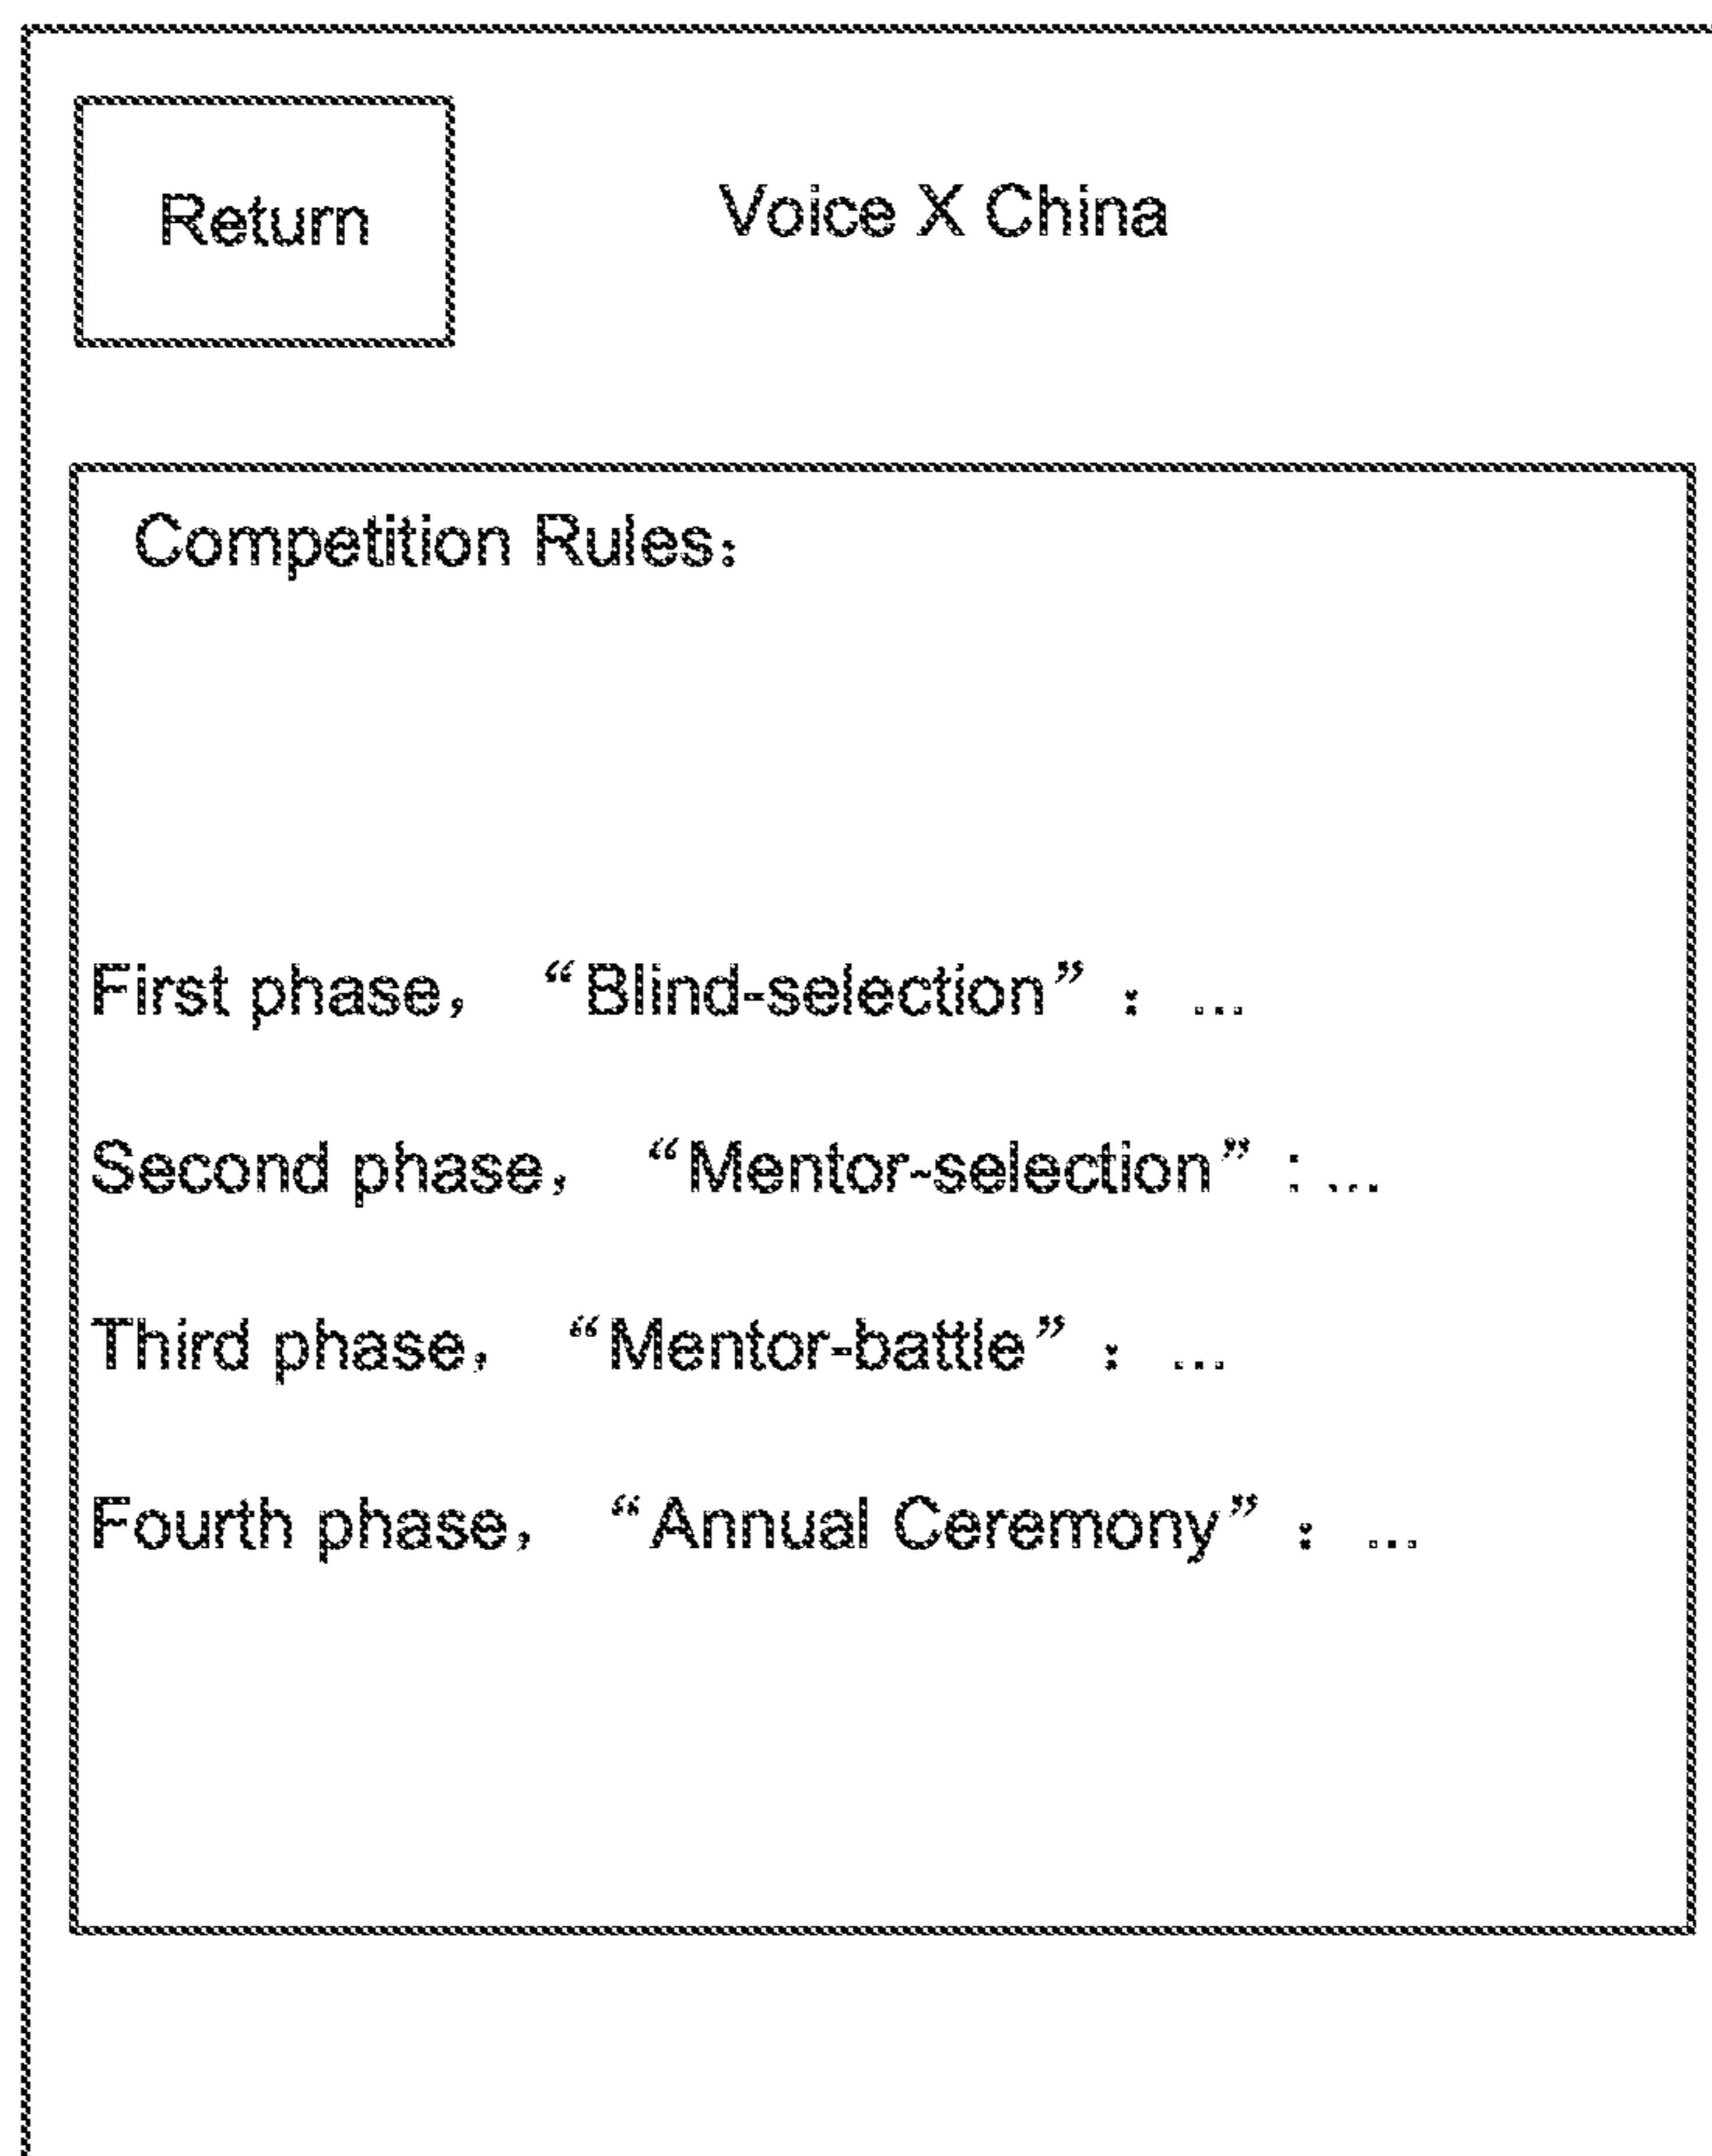 Return
Voice X China
Competition Rules：
First phase， “Blind-selection”： ...
Second phase， “Mentor-selection” : ...
Third phase， “Mentor-battle”： ...
Fourth phase， “Annual Ceremony”： ...